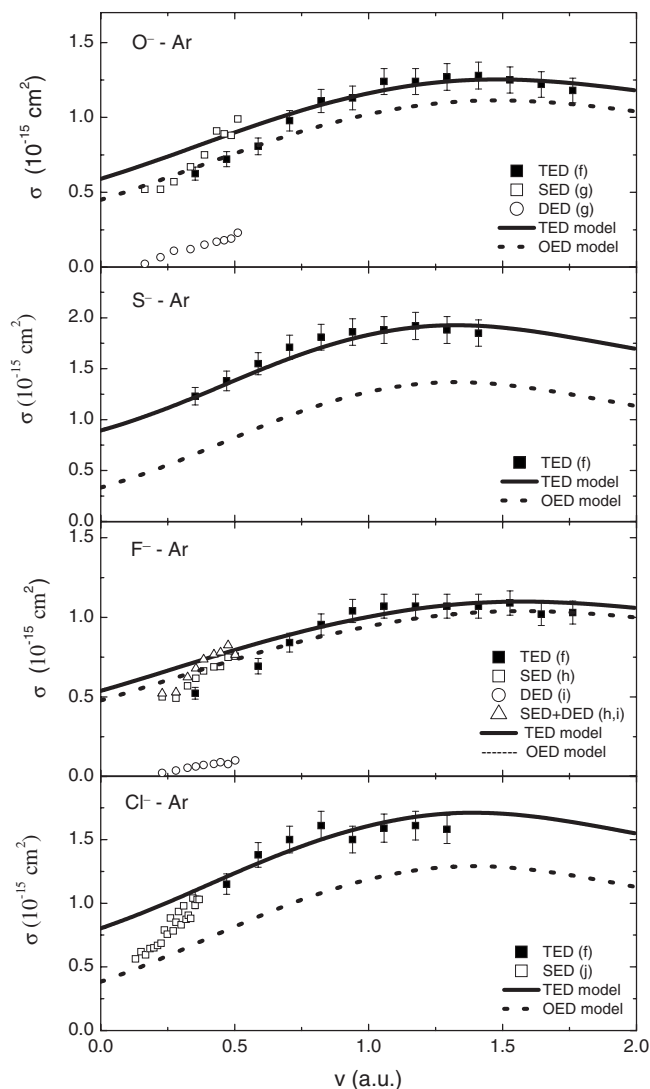 O⁻ - Ar
1.5
1.0
0.5
0.0
σ (10⁻¹⁵ cm²)
TED (f)
SED (g)
DED (g)
TED model
OED model
S⁻ - Ar
2.0
1.5
1.0
0.5
0.0
σ (10⁻¹⁵ cm²)
TED (f)
TED model
OED model
F⁻ - Ar
1.5
1.0
0.5
0.0
σ (10⁻¹⁵ cm²)
TED (f)
SED (h)
DED (i)
SED+DED (h,i)
TED model
OED model
Cl⁻ - Ar
1.5
1.0
0.5
0.0
σ (10⁻¹⁵ cm²)
TED (f)
SED (j)
TED model
OED model
0.0 0.5 1.0 1.5 2.0
v (a.u.)